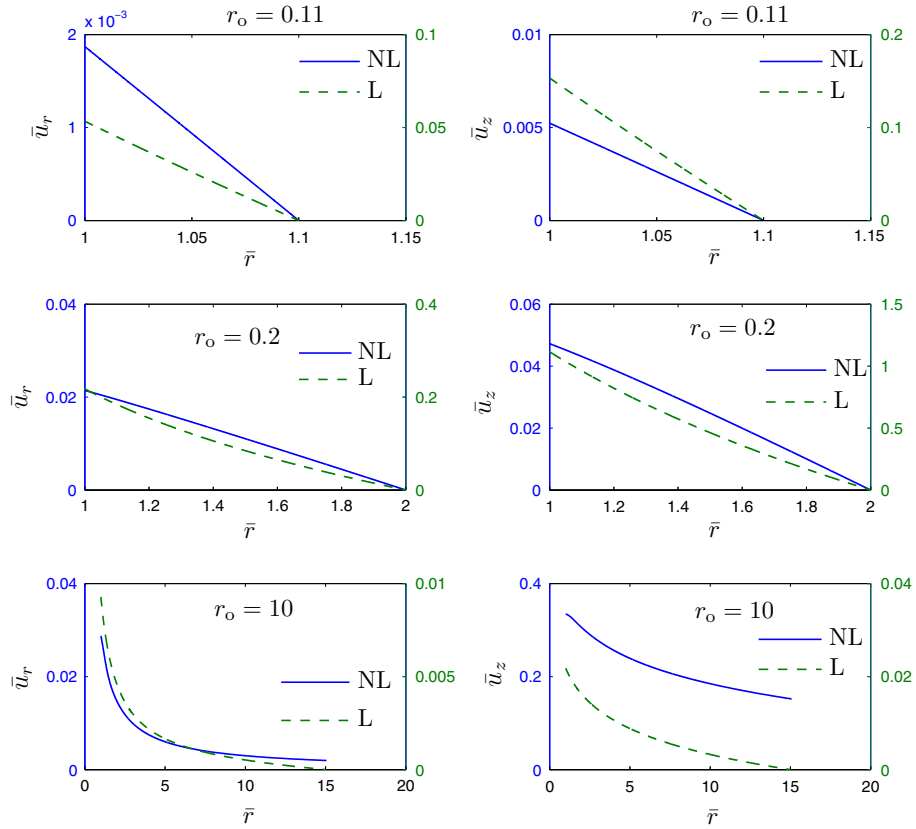 r_o = 0.11
x 10^-3
2
1
0
0.1
0.05
0
1
1.05
1.1
1.15
NL
L
ū_r
r̄
r_o = 0.11
0.01
0.005
0
0.2
0.1
0
1
1.05
1.1
1.15
NL
L
ū_z
r̄
r_o = 0.2
0.04
0.02
0
0.4
0.2
0
1
1.2
1.4
1.6
1.8
2
NL
L
ū_r
r̄
r_o = 0.2
0.06
0.04
0.02
0
1.5
1
0.5
0
1
1.2
1.4
1.6
1.8
2
NL
L
ū_z
r̄
r_o = 10
0.04
0.02
0
0.01
0.005
0
0
5
10
15
20
NL
L
ū_r
r̄
r_o = 10
0.4
0.2
0
0.04
0.02
0
0
5
10
15
20
NL
L
ū_z
r̄